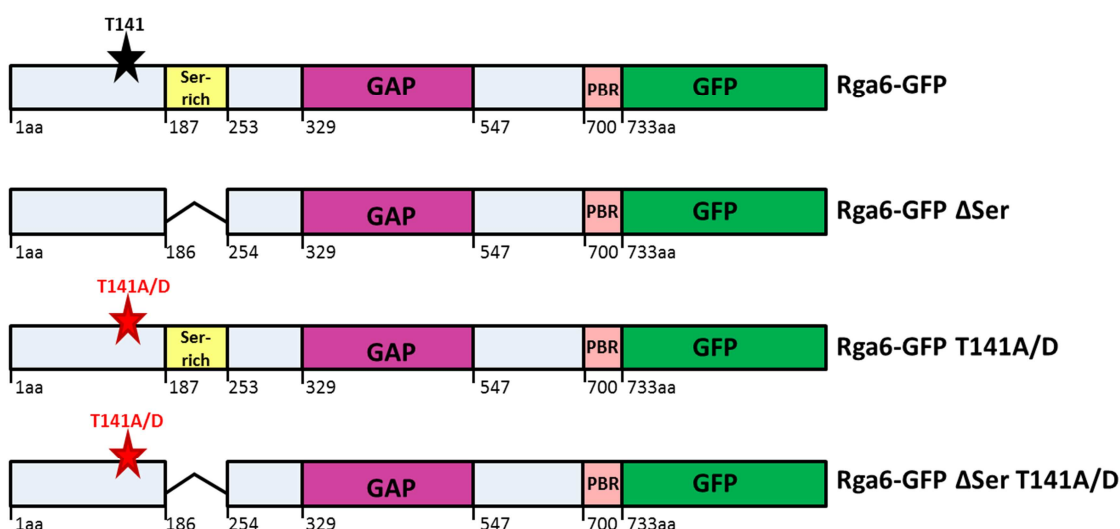 T141
Ser-
rich
GAP
PBR
GFP
Rga6-GFP
1aa
187
253
329
547
700
733aa
GAP
PBR
GFP
Rga6-GFP ΔSer
1aa
186
254
329
547
700
733aa
T141A/D
Ser-
rich
GAP
PBR
GFP
Rga6-GFP T141A/D
1aa
187
253
329
547
700
733aa
T141A/D
GAP
PBR
GFP
Rga6-GFP ΔSer T141A/D
1aa
186
254
329
547
700
733aa